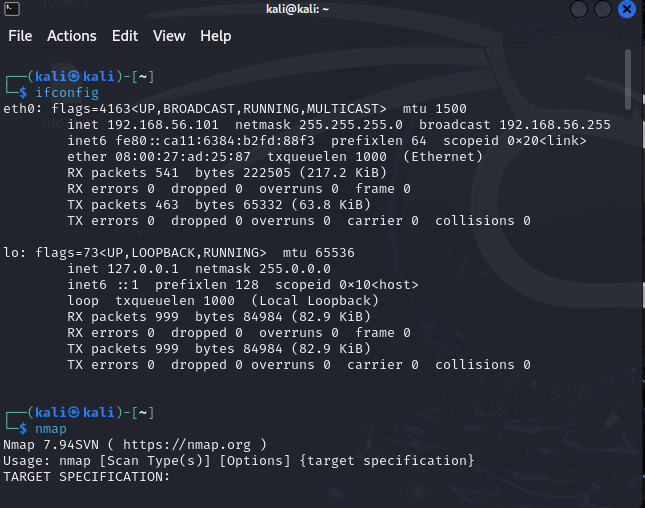 kali@kali: ~
File Actions Edit View Help
┌──(kali㉿kali)-[~]
└─$ ifconfig
eth0: flags=4163<UP,BROADCAST,RUNNING,MULTICAST>  mtu 1500
        inet 192.168.56.101  netmask 255.255.255.0  broadcast 192.168.56.255
        inet6 fe80::ca11:6384:b2fd:88f3  prefixlen 64  scopeid 0×20<link>
        ether 08:00:27:ad:25:87  txqueuelen 1000  (Ethernet)
        RX packets 541  bytes 222505 (217.2 KiB)
        RX errors 0  dropped 0  overruns 0  frame 0
        TX packets 463  bytes 65332 (63.8 KiB)
        TX errors 0  dropped 0 overruns 0  carrier 0  collisions 0
lo: flags=73<UP,LOOPBACK,RUNNING>  mtu 65536
        inet 127.0.0.1  netmask 255.0.0.0
        inet6 ::1  prefixlen 128  scopeid 0×10<host>
        loop  txqueuelen 1000  (Local Loopback)
        RX packets 999  bytes 84984 (82.9 KiB)
        RX errors 0  dropped 0  overruns 0  frame 0
        TX packets 999  bytes 84984 (82.9 KiB)
        TX errors 0  dropped 0 overruns 0  carrier 0  collisions 0
┌──(kali㉿kali)-[~]
└─$ nmap
Nmap 7.94SVN ( https://nmap.org )
Usage: nmap [Scan Type(s)] [Options] {target specification}
TARGET SPECIFICATION: